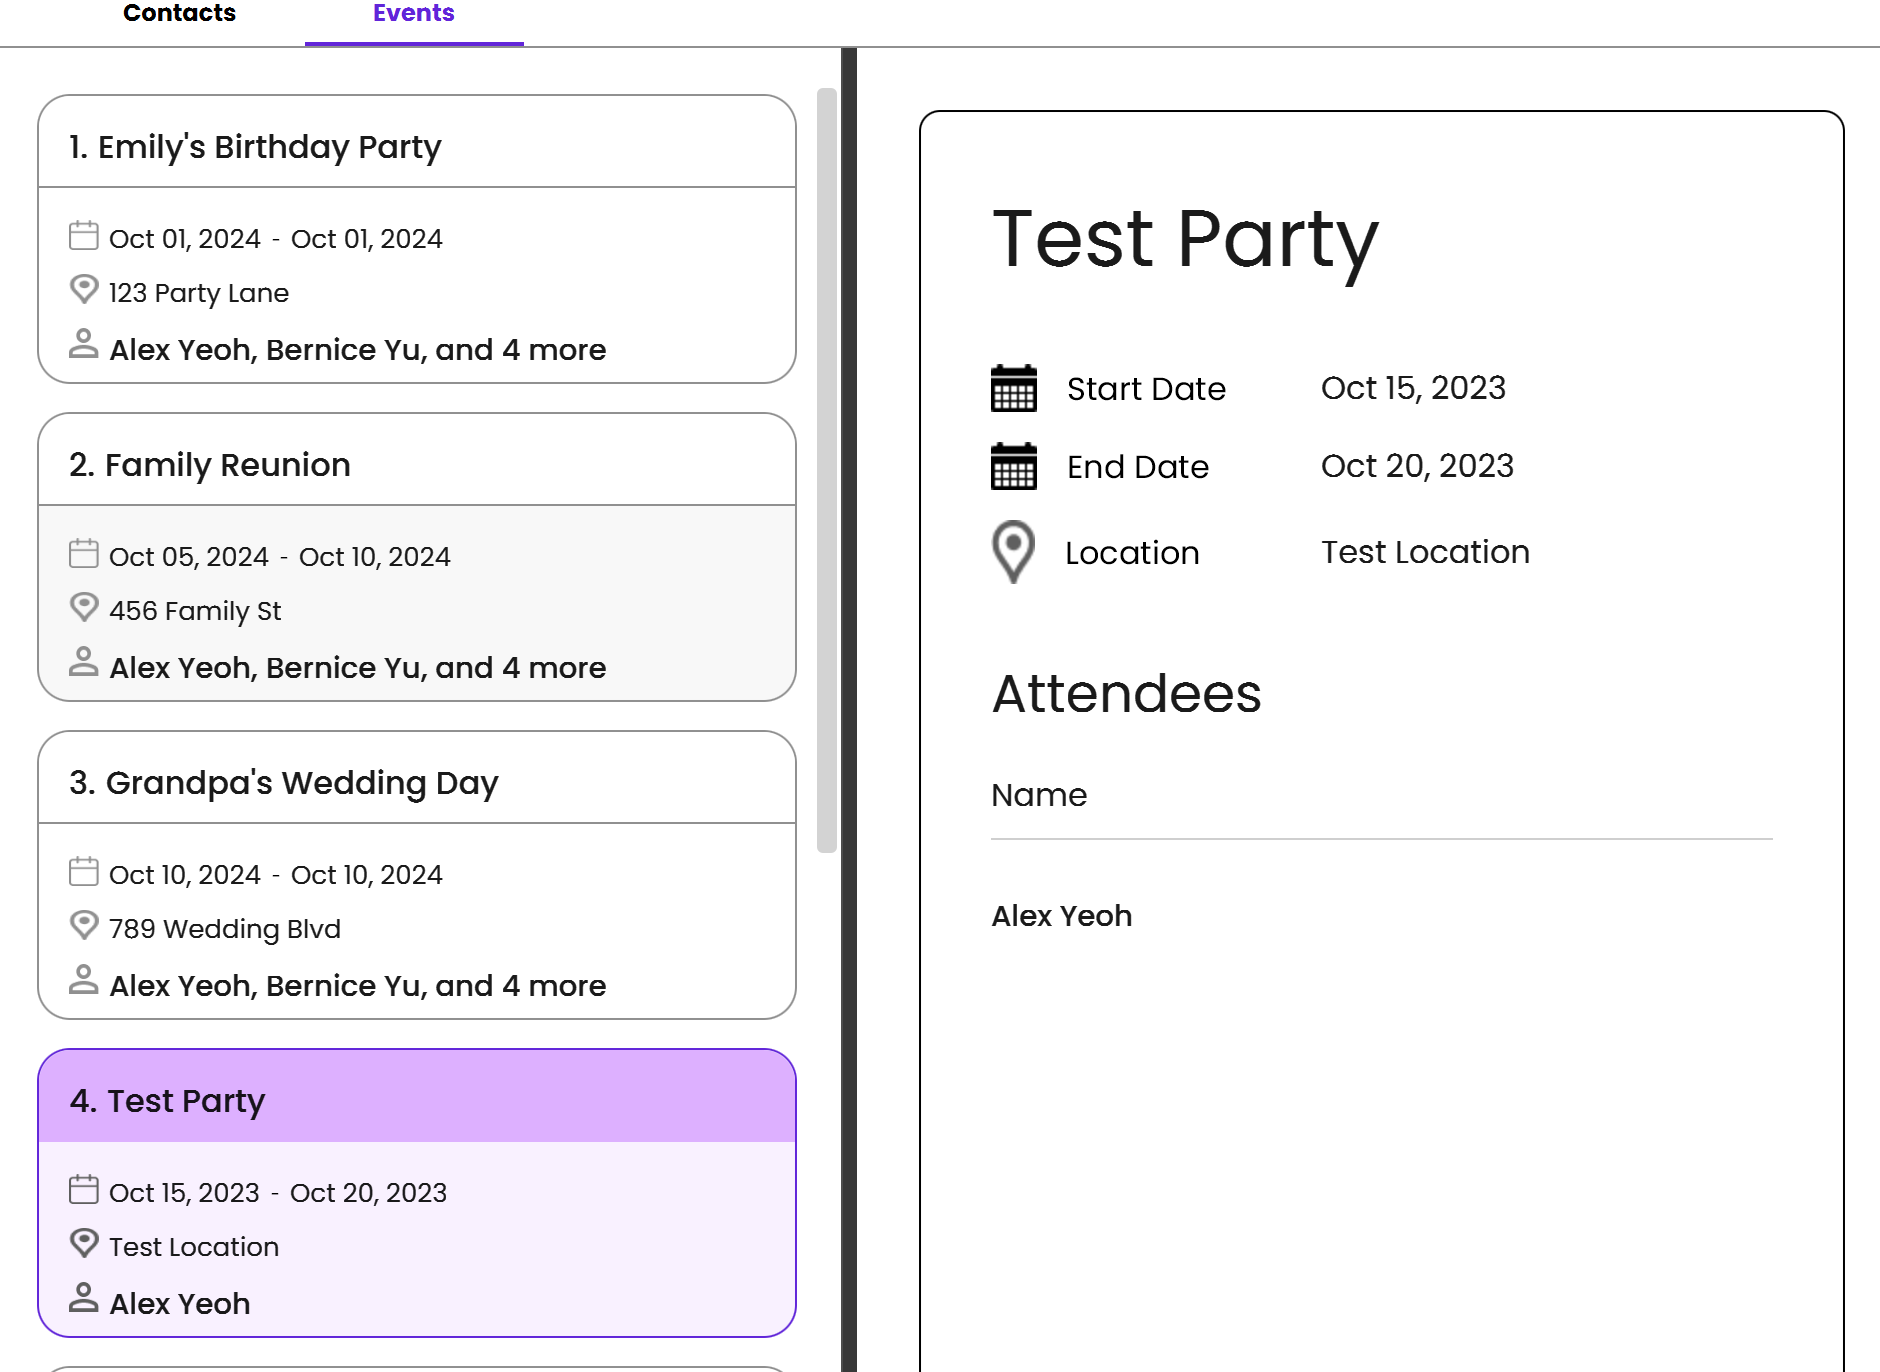 Contacts
Events
1. Emily's Birthday Party
Oct 01, 2024 - Oct 01, 2024
123 Party Lane
Alex Yeoh, Bernice Yu, and 4 more
2. Family Reunion
Oct 05, 2024 - Oct 10, 2024
456 Family St
Alex Yeoh, Bernice Yu, and 4 more
3. Grandpa's Wedding Day
Oct 10, 2024 - Oct 10, 2024
789 Wedding Blvd
Alex Yeoh, Bernice Yu, and 4 more
4. Test Party
Oct 15, 2023 - Oct 20, 2023
Test Location
Alex Yeoh
Test Party
Start Date Oct 15, 2023
End Date Oct 20, 2023
Location Test Location
Attendees
Name
Alex Yeoh